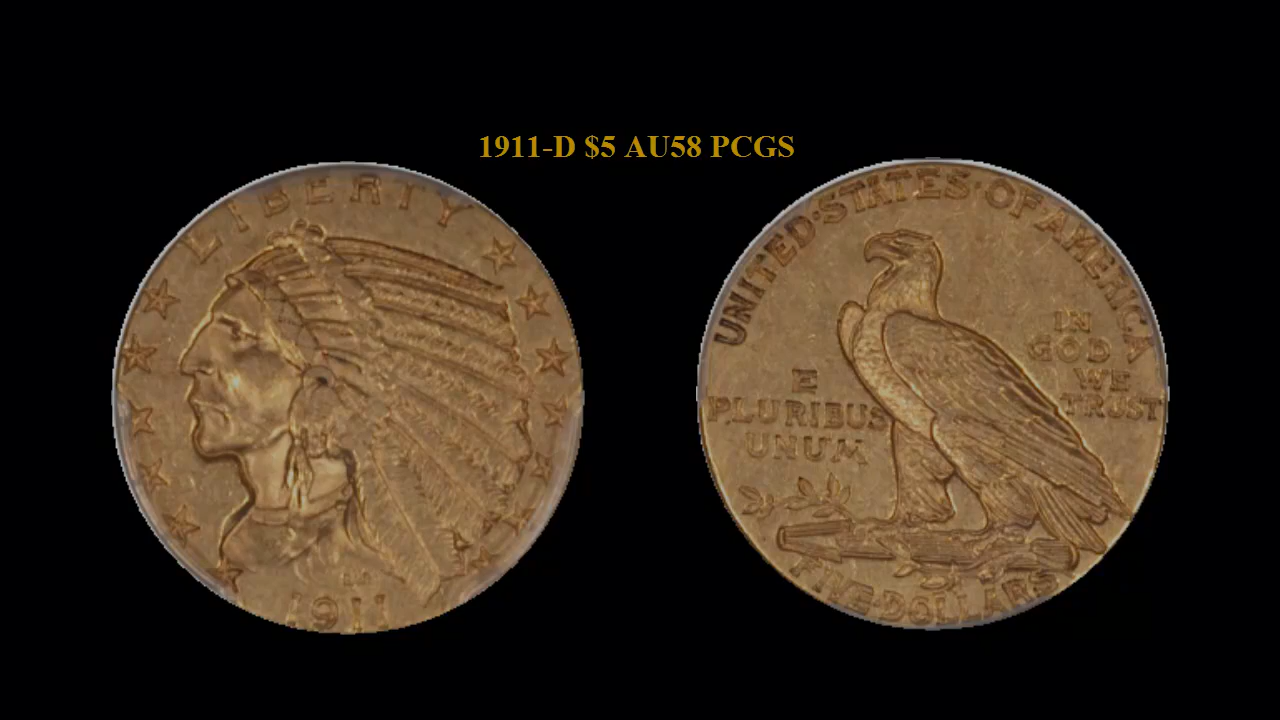 1911-D $5 AU58 PCGS
LIBERTY
1911
UNITED·STATES·OF·AMERICA
IN
GOD
WE
TRUST
E
PLURIBUS
UNUM
FIVE·DOLLARS